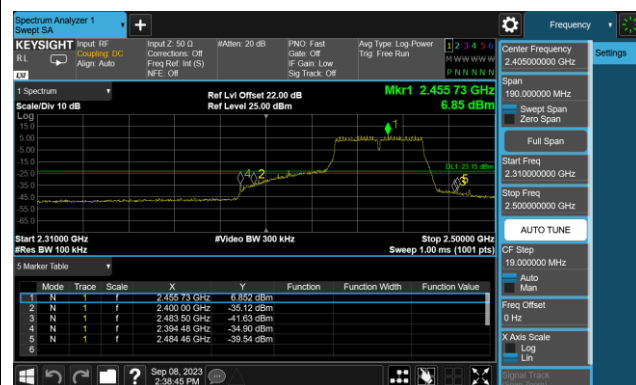 Spectrum Analyzer 1
Swept SA
Frequency
KEYSIGHT
Input: RF
Input Z: 50 Ω
#Atten: 20 dB
PNO: Fast
Avg Type: Log-Power
1 2 3 4 5 6
RL
Coupling: DC
Corrections: Off
Gate: Off
Trig: Free Run
M W W W W W
Align: Auto
Freq Ref: Int (S)
IF Gain: Low
P N N N N N
NFE: Off
Sig Track: Off
Center Frequency
2.405000000 GHz
Settings
Span
190.000000 MHz
Swept Span
Zero Span
Full Span
Start Freq
2.310000000 GHz
Stop Freq
2.500000000 GHz
AUTO TUNE
CF Step
19.000000 MHz
Auto
Man
Freq Offset
0 Hz
X Axis Scale
Log
Lin
Signal Track
1 Spectrum
Ref Lvl Offset 22.00 dB
Mkr1 2.455 73 GHz
Scale/Div 10 dB
Ref Level 25.00 dBm
6.85 dBm
Log
15.0
5.00
-5.00
-15.0
-25.0
-35.0
-45.0
-55.0
-65.0
1
DL1 -23.15 dBm
4
2
5
Start 2.31000 GHz
#Video BW 300 kHz
Stop 2.50000 GHz
#Res BW 100 kHz
Sweep 1.00 ms (1001 pts)
5 Marker Table
Mode Trace Scale X Y Function Function Width Function Value
1 N 1 f 2.455 73 GHz 6.852 dBm
2 N 1 f 2.400 00 GHz -35.12 dBm
3 N 1 f 2.483 50 GHz -41.63 dBm
4 N 1 f 2.394 48 GHz -34.90 dBm
5 N 1 f 2.484 46 GHz -39.54 dBm
6
?
Sep 08, 2023
2:38:45 PM